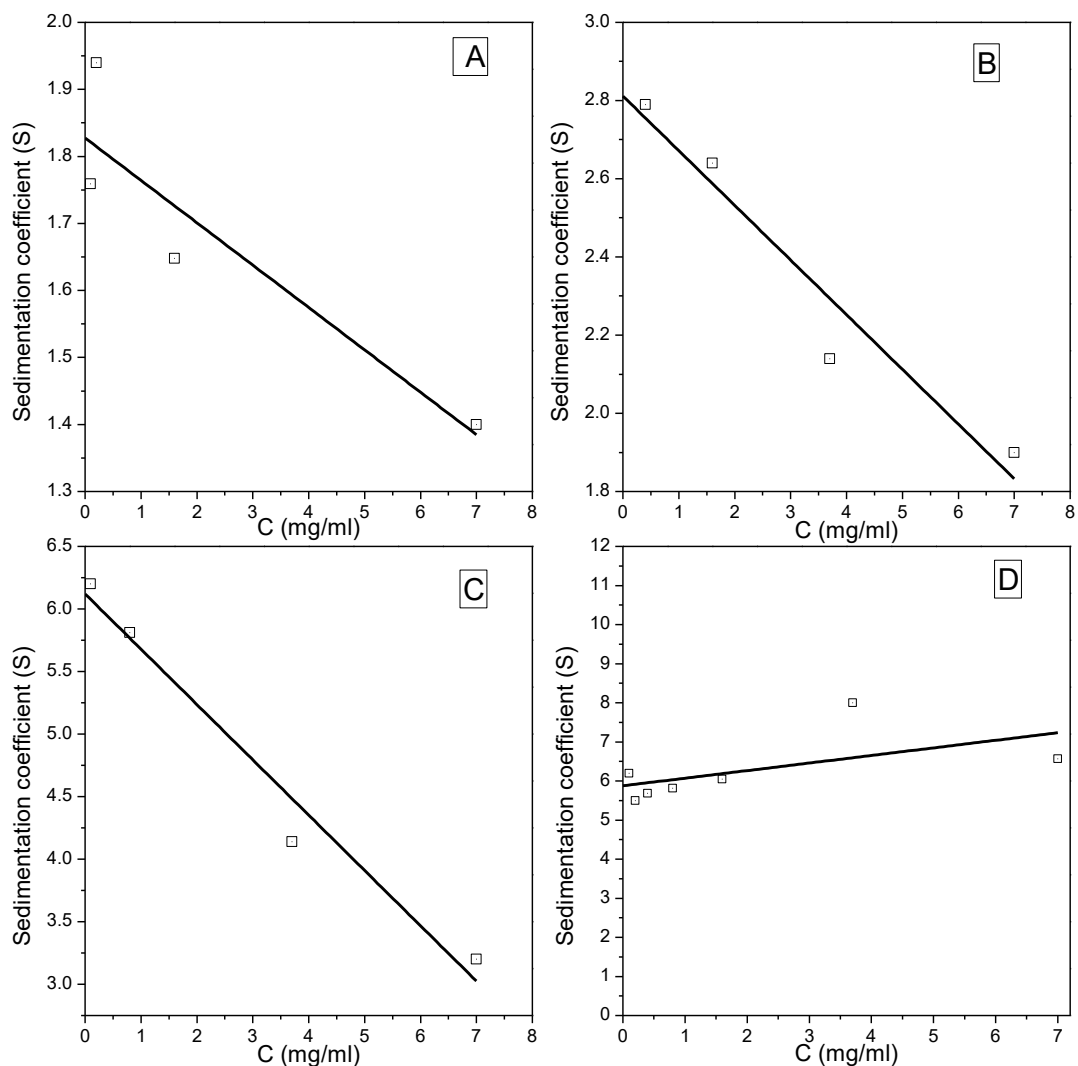 A
Sedimentation coefficient (S)
2.0
1.9
1.8
1.7
1.6
1.5
1.4
1.3
0 1 2 3 4 5 6 7 8
C (mg/ml)
B
Sedimentation coefficient (S)
3.0
2.8
2.6
2.4
2.2
2.0
1.8
0 1 2 3 4 5 6 7 8
C (mg/ml)
C
Sedimentation coefficient (S)
6.5
6.0
5.5
5.0
4.5
4.0
3.5
3.0
0 1 2 3 4 5 6 7 8
C (mg/ml)
D
Sedimentation coefficient (S)
12
11
10
9
8
7
6
5
4
3
2
1
0
0 1 2 3 4 5 6 7
C (mg/ml)